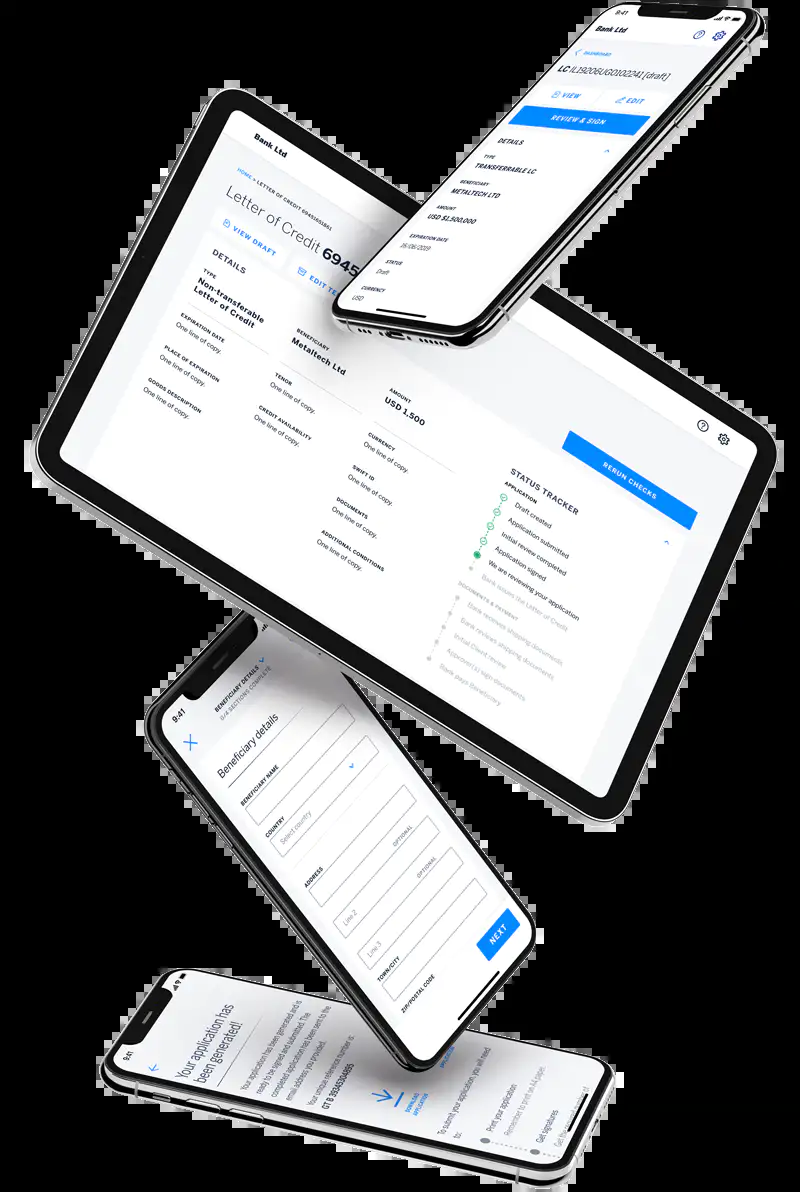 9:41
Bank Ltd
DASHBOARD
LC IL19206UG0102241 [draft]
VIEW
EDIT
REVIEW & SIGN
DETAILS
TYPE
TRANSFERRABLE LC
BENEFICIARY
METALTECH LTD
AMOUNT
USD $1,500,000
EXPIRATION DATE
15/06/2019
STATUS
Draft
CURRENCY
USD
Bank Ltd
HOME > LETTER OF CREDIT
Letter of Credit 6945
VIEW DRAFT
EDIT
DETAILS
TYPE
Non-transferable
Letter of Credit
EXPIRATION DATE
One line of copy.
PLACE OF EXPIRATION
One line of copy.
GOODS DESCRIPTION
One line of copy.
BENEFICIARY
Metaltech Ltd
TENOR
One line of copy.
CREDIT AVAILABILITY
One line of copy.
AMOUNT
USD 1,500
CURRENCY
One line of copy.
SWIFT ID
One line of copy.
DOCUMENTS
One line of copy.
ADDITIONAL CONDITIONS
One line of copy.
RERUN CHECKS
STATUS TRACKER
APPLICATION
Draft created
Application submitted
Initial review completed
Application signed
We are reviewing your application
Bank issues the Letter of Credit
DOCUMENTS & PAYMENT
Bank receives shipping documents
Bank reviews shipping documents
Initial Client review
Approver(s) sign documents
Bank pays Beneficiary
9:41
BENEFICIARY DETAILS
0/4 SECTIONS COMPLETE
Beneficiary details
BENEFICIARY NAME
COUNTRY
Select country
ADDRESS
OPTIONAL
Line 2
OPTIONAL
Line 3
TOWN/CITY
ZIP/POSTAL CODE
NEXT
9:41
Your application has
been generated!
Your application has been generated and is
ready to be signed and submitted. The
completed application has been sent to the
email address you provided.
Your unique reference number is:
GT B 39345304895
DOWNLOAD
APPLICATION
To submit your application, you will need
to:
Print your application
Remember to print on A4 paper.
Get signatures